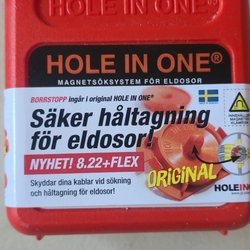 HOLE IN ONE®
HOLE IN ONE®
MAGNETSÖKSYSTEM FÖR ELDOSOR
BORRSTOPP ingår i original HOLE IN ONE®
Säker håltagning
för eldosor!
NYHET! 8.22+FLEX
ORIGINAL
Skyddar dina kablar vid sökning
och håltagning för eldosor!
HOLE IN